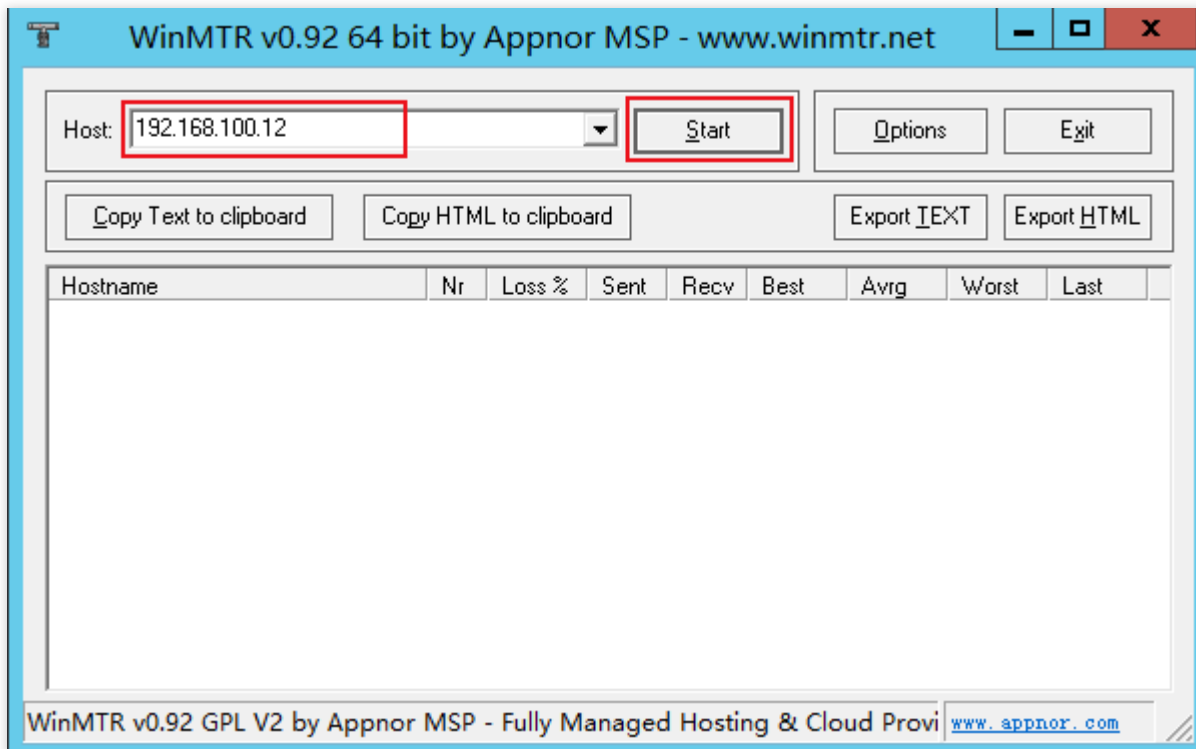 WinMTR v0.92 64 bit by Appnor MSP - www.winmtr.net
Host: 192.168.100.12 Start Options Exit
Copy Text to clipboard Copy HTML to clipboard Export TEXT Export HTML
Hostname Nr Loss % Sent Recv Best Avrg Worst Last
WinMTR v0.92 GPL V2 by Appnor MSP - Fully Managed Hosting & Cloud Provi www.appnor.com